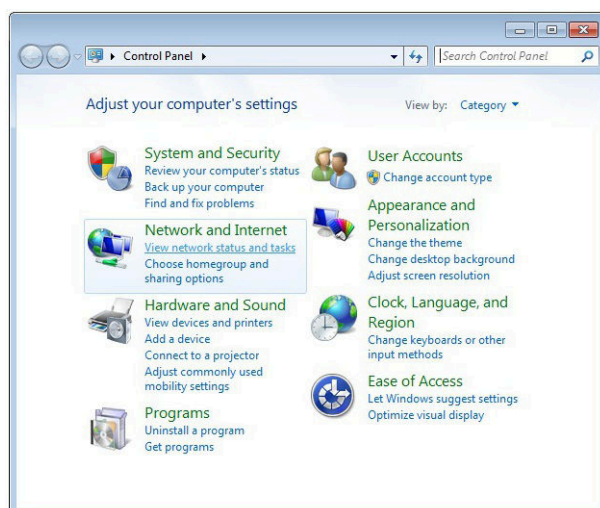 Control Panel
Search Control Panel
Adjust your computer's settings
View by: Category
System and Security
Review your computer's status
Back up your computer
Find and fix problems
Network and Internet
View network status and tasks
Choose homegroup and
sharing options
Hardware and Sound
View devices and printers
Add a device
Connect to a projector
Adjust commonly used
mobility settings
Programs
Uninstall a program
Get programs
User Accounts
Change account type
Appearance and
Personalization
Change the theme
Change desktop background
Adjust screen resolution
Clock, Language, and
Region
Change keyboards or other
input methods
Ease of Access
Let Windows suggest settings
Optimize visual display